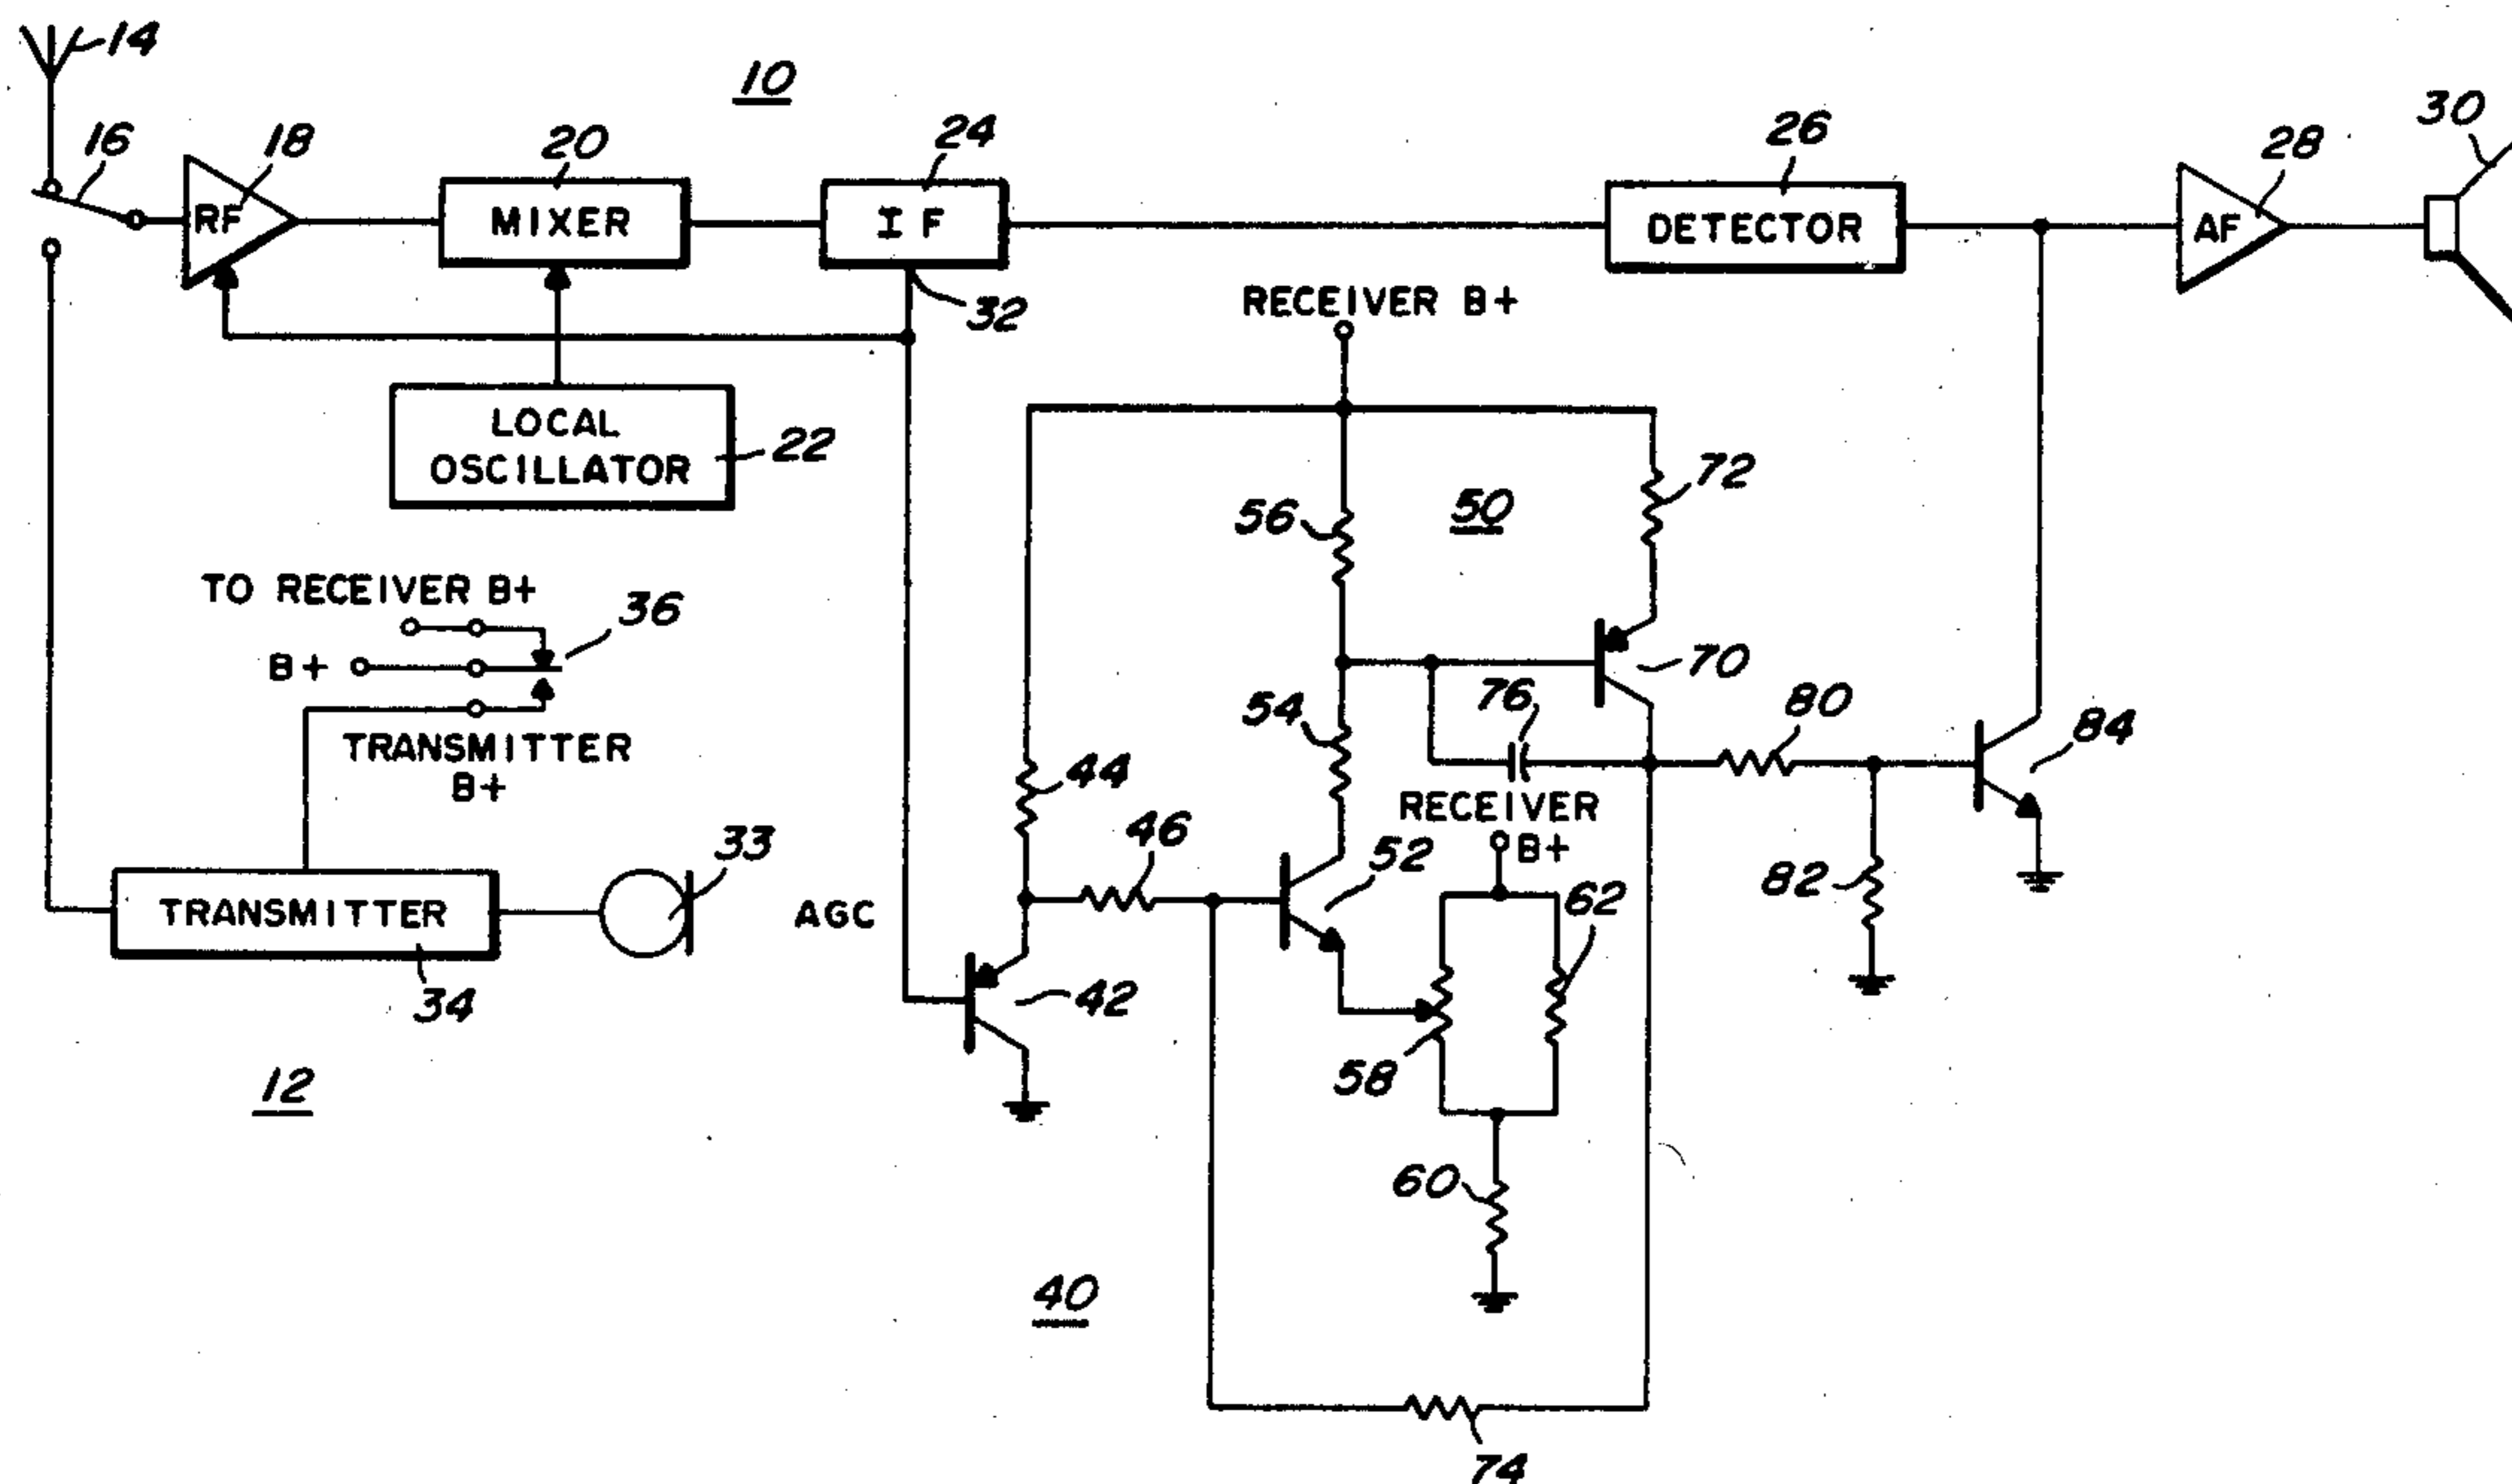 14
10
16
18
20
24
26
28
30
RF
MIXER
IF
DETECTOR
AF
32
RECEIVER B+
LOCAL
OSCILLATOR
22
72
56
50
TO RECEIVER B+
36
B+
70
76
54
80
84
TRANSMITTER
B+
44
RECEIVER
B+
46
33
52
62
82
TRANSMITTER
AGC
34
42
58
12
60
40
74